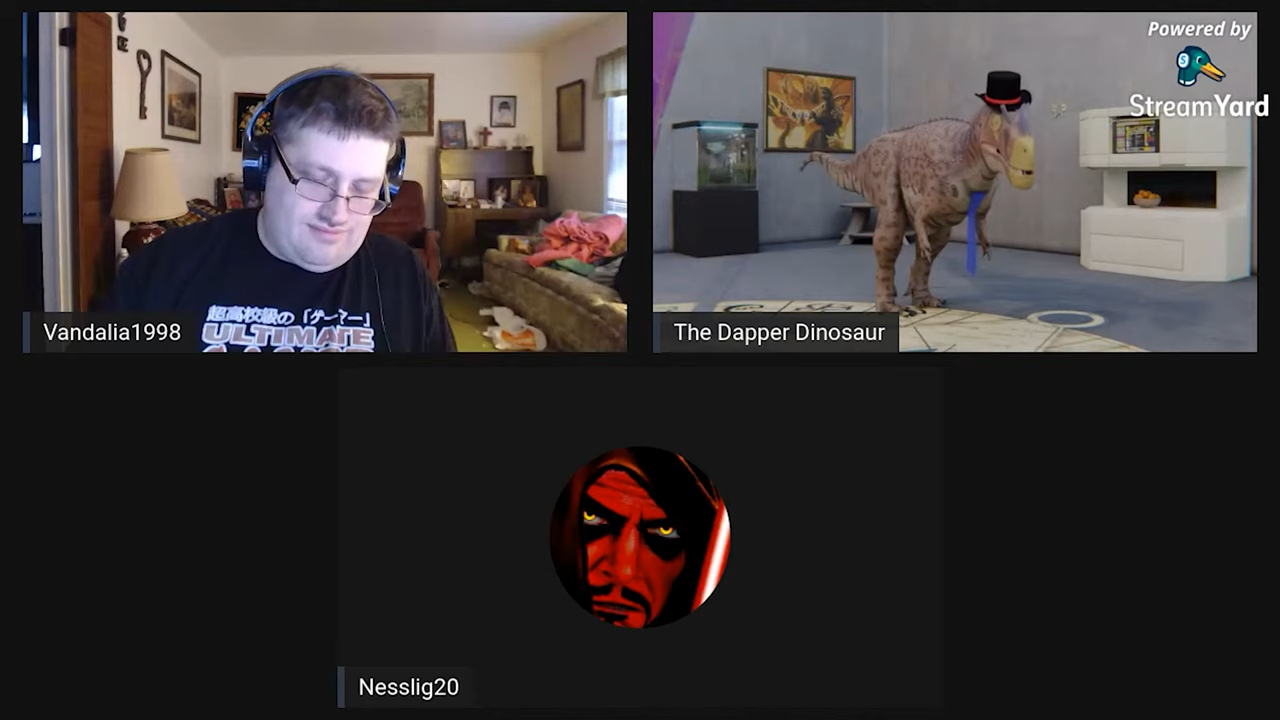 Powered by
StreamYard
超高校級の「ゲーマー」
ULTIMATE
Vandalia1998
The Dapper Dinosaur
Nesslig20